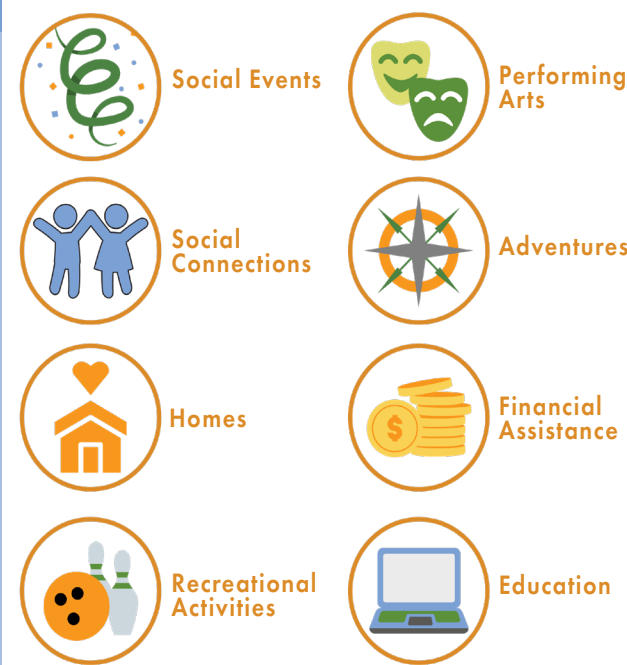 Social Events
Performing
Arts
Social
Connections
Adventures
Homes
$
Financial
Assistance
Recreational
Activities
Education